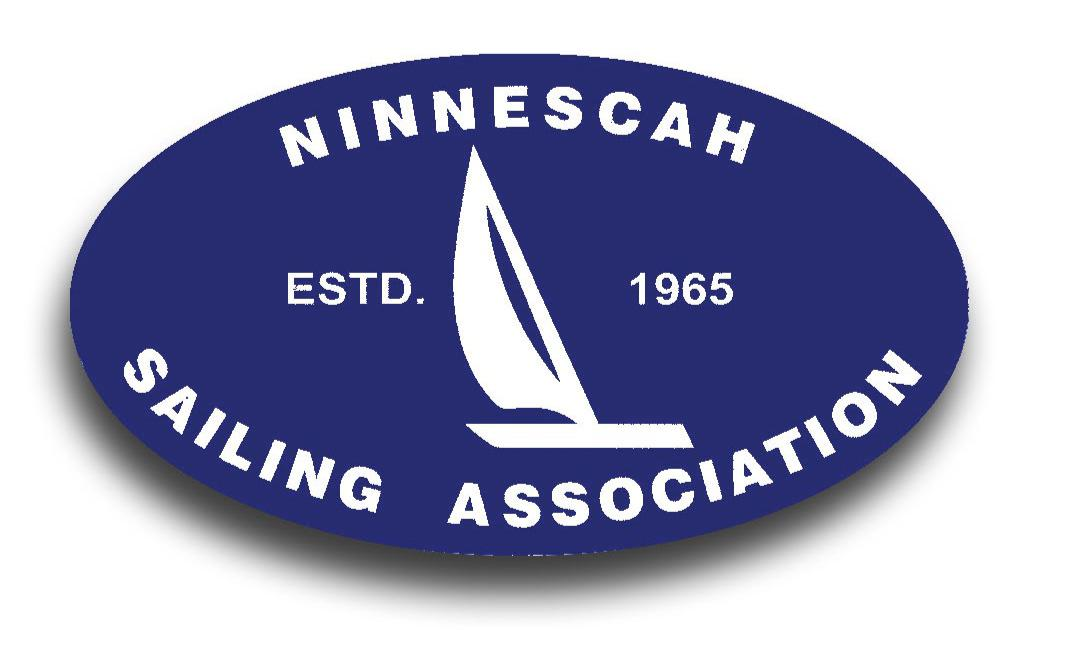 NINNESCAH
ESTD. 1965
SAILING ASSOCIATION